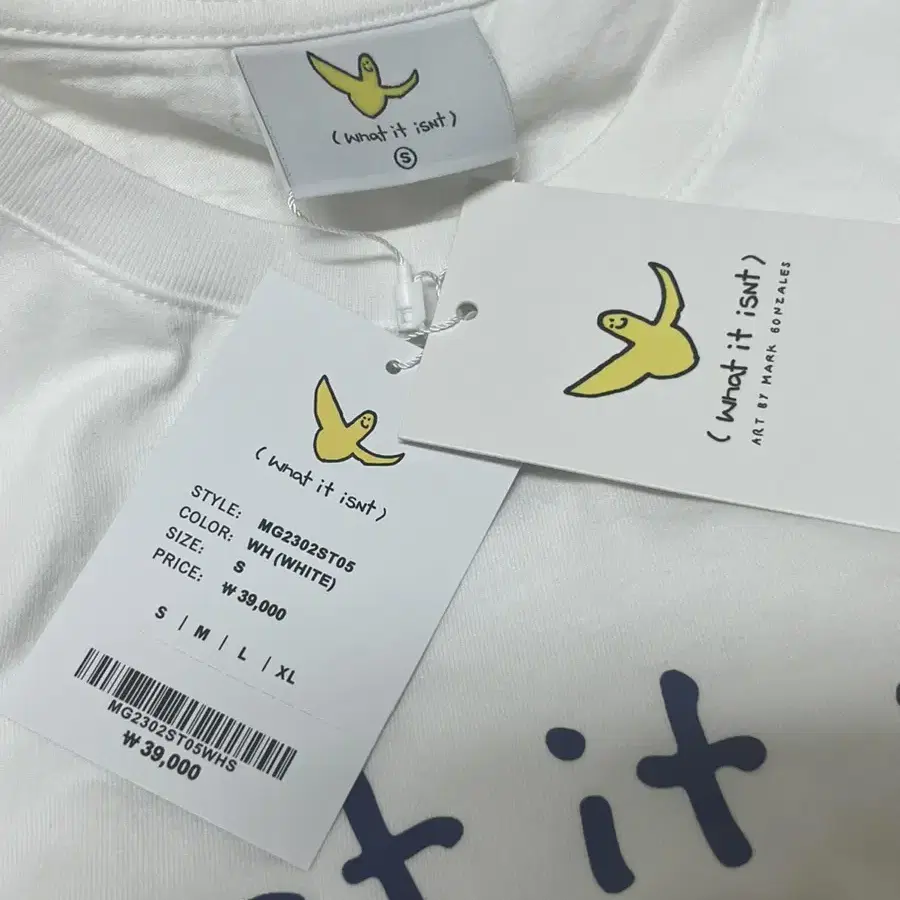 (what it isNt)
S
(what it isNt)
ART BY MARK GONZALES
(what it isNt)
STYLE: MG2302ST05
COLOR: WH (WHITE)
SIZE: S
PRICE: ₩39,000
S | M | L | XL
MG2302ST05WHS
₩39,000
t it